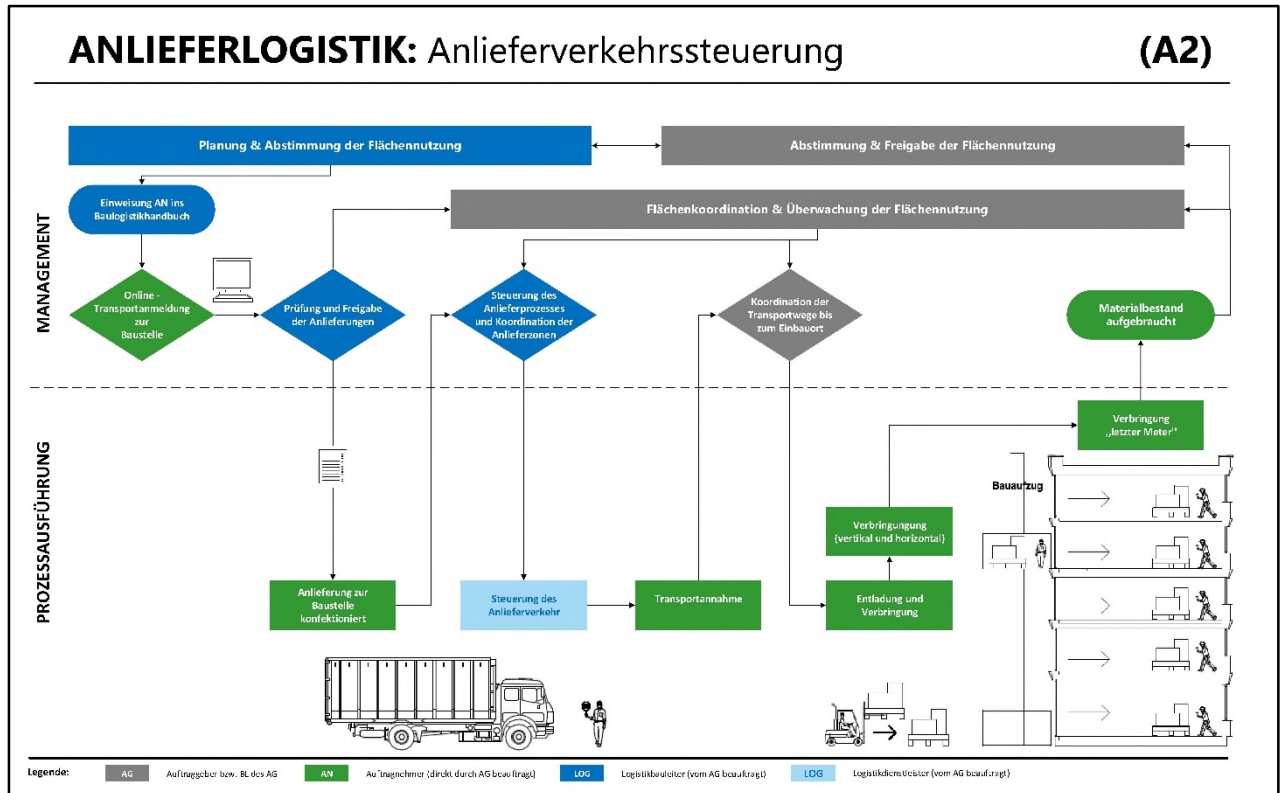 ANLIEFERLOGISTIK: Anlieferverkehrssteuerung
(A2)
MANAGEMENT
Planung & Abstimmung der Flächennutzung
Abstimmung & Freigabe der Flächennutzung
Einweisung AN ins
Baulogistikhandbuch
Flächenkoordination & Überwachung der Flächennutzung
Online -
Transportanmeldung
zur
Baustelle
Prüfung und Freigabe
der Anlieferungen
Steuerung des
Anlieferprozesses
und Koordination der
Anlieferzonen
Koordination der
Transportwege bis
zum Einbauort
Materialbestand
aufgebraucht
PROZESSAUSFÜHRUNG
Verbringung
„letzter Meter"
Bauaufzug
Verbringungung
(vertikal und horizontal)
Anlieferung zur
Baustelle
konfektioniert
Steuerung des
Anlieferverkehr
Transportannahme
Entladung und
Verbringung
Legende:
AG
Auftraggeber bzw. BL des AG
AN
Auftragnehmer (direkt durch AG beauftragt)
LOG
Logistikbauleiter (vom AG beauftragt)
LOG
Logistikdienstleister (vom AG beauftragt)